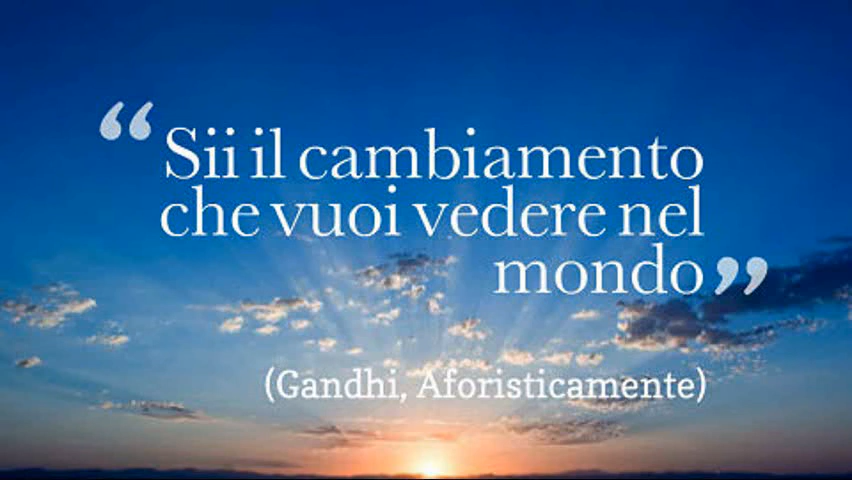 “Sii il cambiamento
che vuoi vedere nel
mondo”
(Gandhi, Aforisticamente)